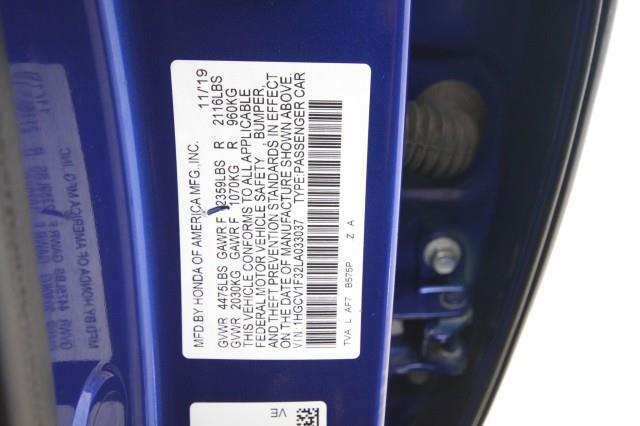 MFD BY HONDA OF AMERICA MFG., INC. 11/19
GVWR 4475LBS GAWR F 2359LBS R 2116LBS
GVWR 2030KG GAWR F 1070KG R 960KG
THIS VEHICLE CONFORMS TO ALL APPLICABLE
FEDERAL MOTOR VEHICLE SAFETY , BUMPER,
AND THEFT PREVENTION STANDARDS IN EFFECT
ON THE DATE OF MANUFACTURE SHOWN ABOVE.
VIN:1HGCV1F32LA033037 TYPE:PASSENGER CAR
TVA L AF7 B575P Z A
VE